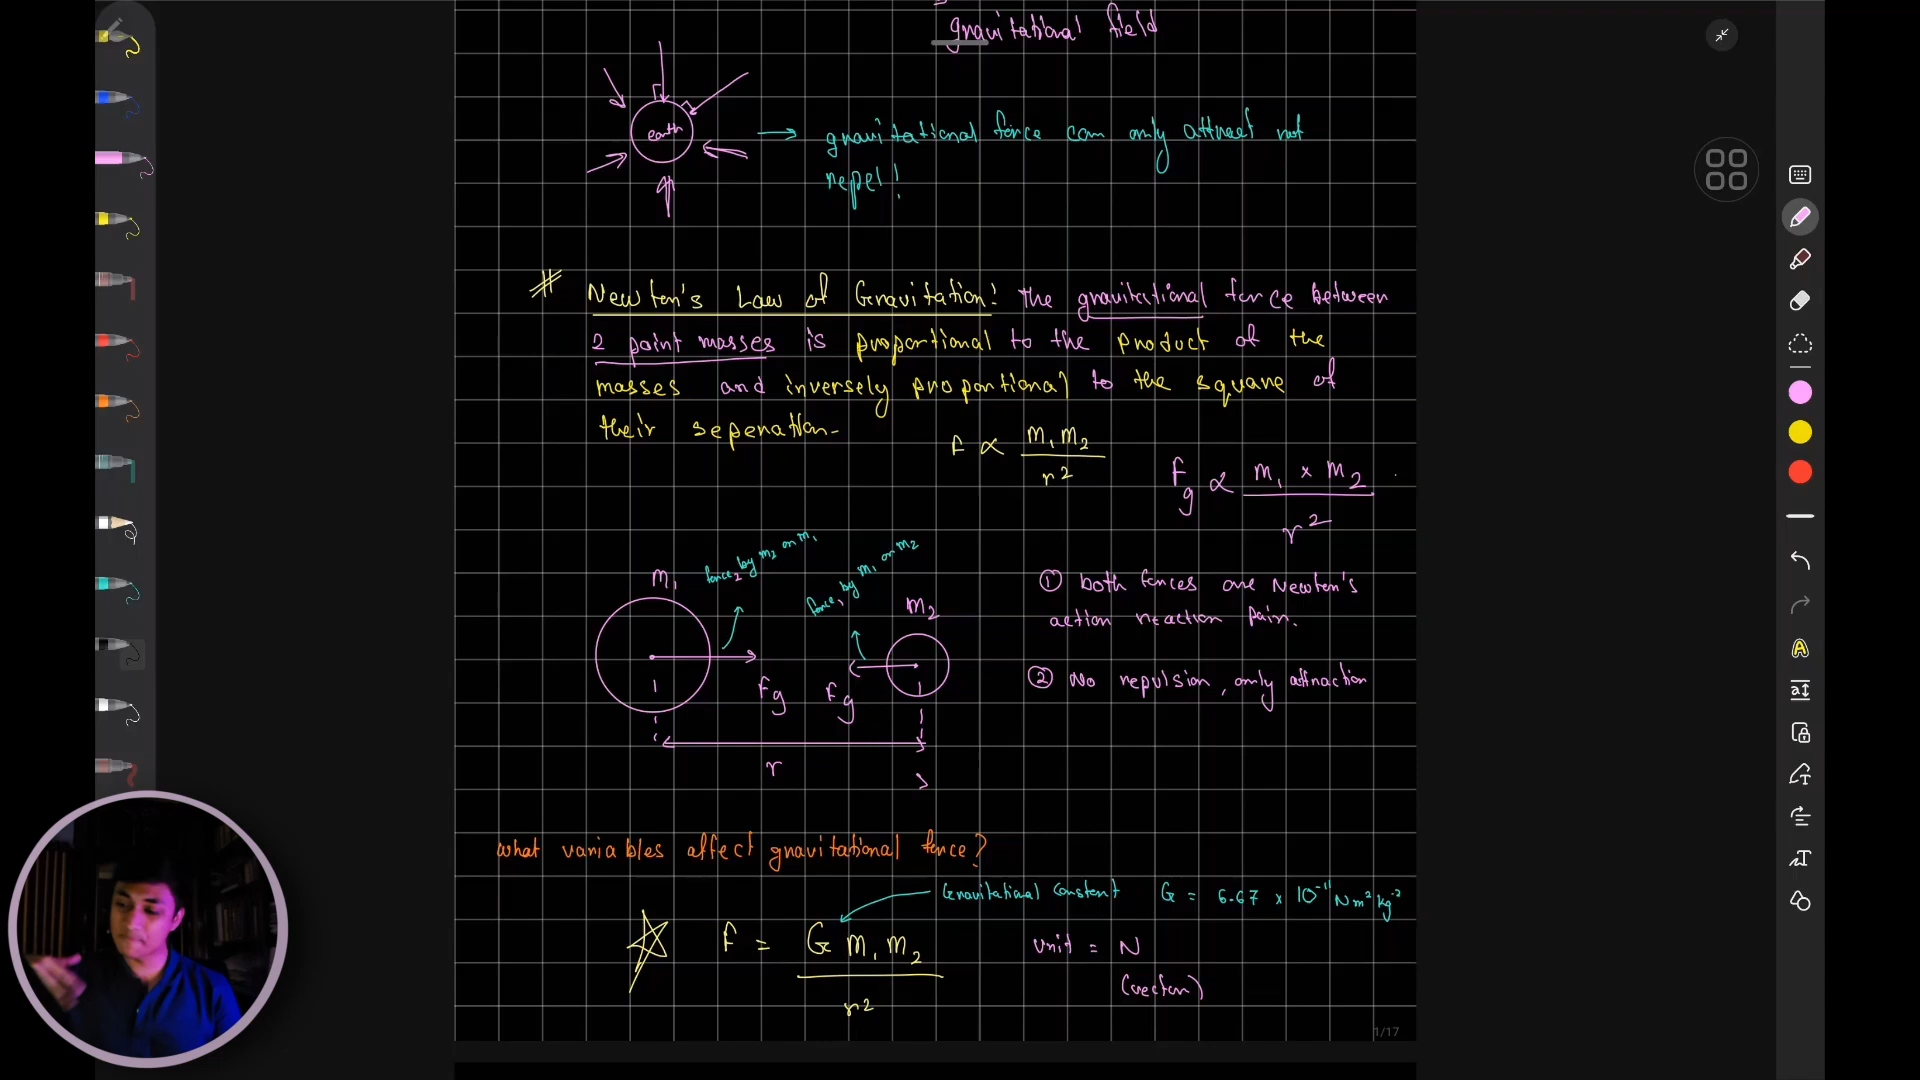 gravitational field
earth
→ gravitational force can only attract not
repel!
# Newton's Law of Gravitation: The gravitational force between
2 point masses is proportional to the product of the
masses and inversely proportional to the square of
their seperation.
F ∝ m₁m₂ / r²
Fg ∝ m₁ × m₂ / r²
m₁
force₂ by m₂ on m₁
force₁ by m₁ on m₂
m₂
Fg
Fg
r
① both forces are Newton's
action reaction pair.
② No repulsion, only attraction
what variables affect gravitational force?
Gravitational constant G = 6.67 × 10⁻¹¹ Nm²kg⁻²
F = G m₁m₂ / r²
unit = N
(vector)
1/17